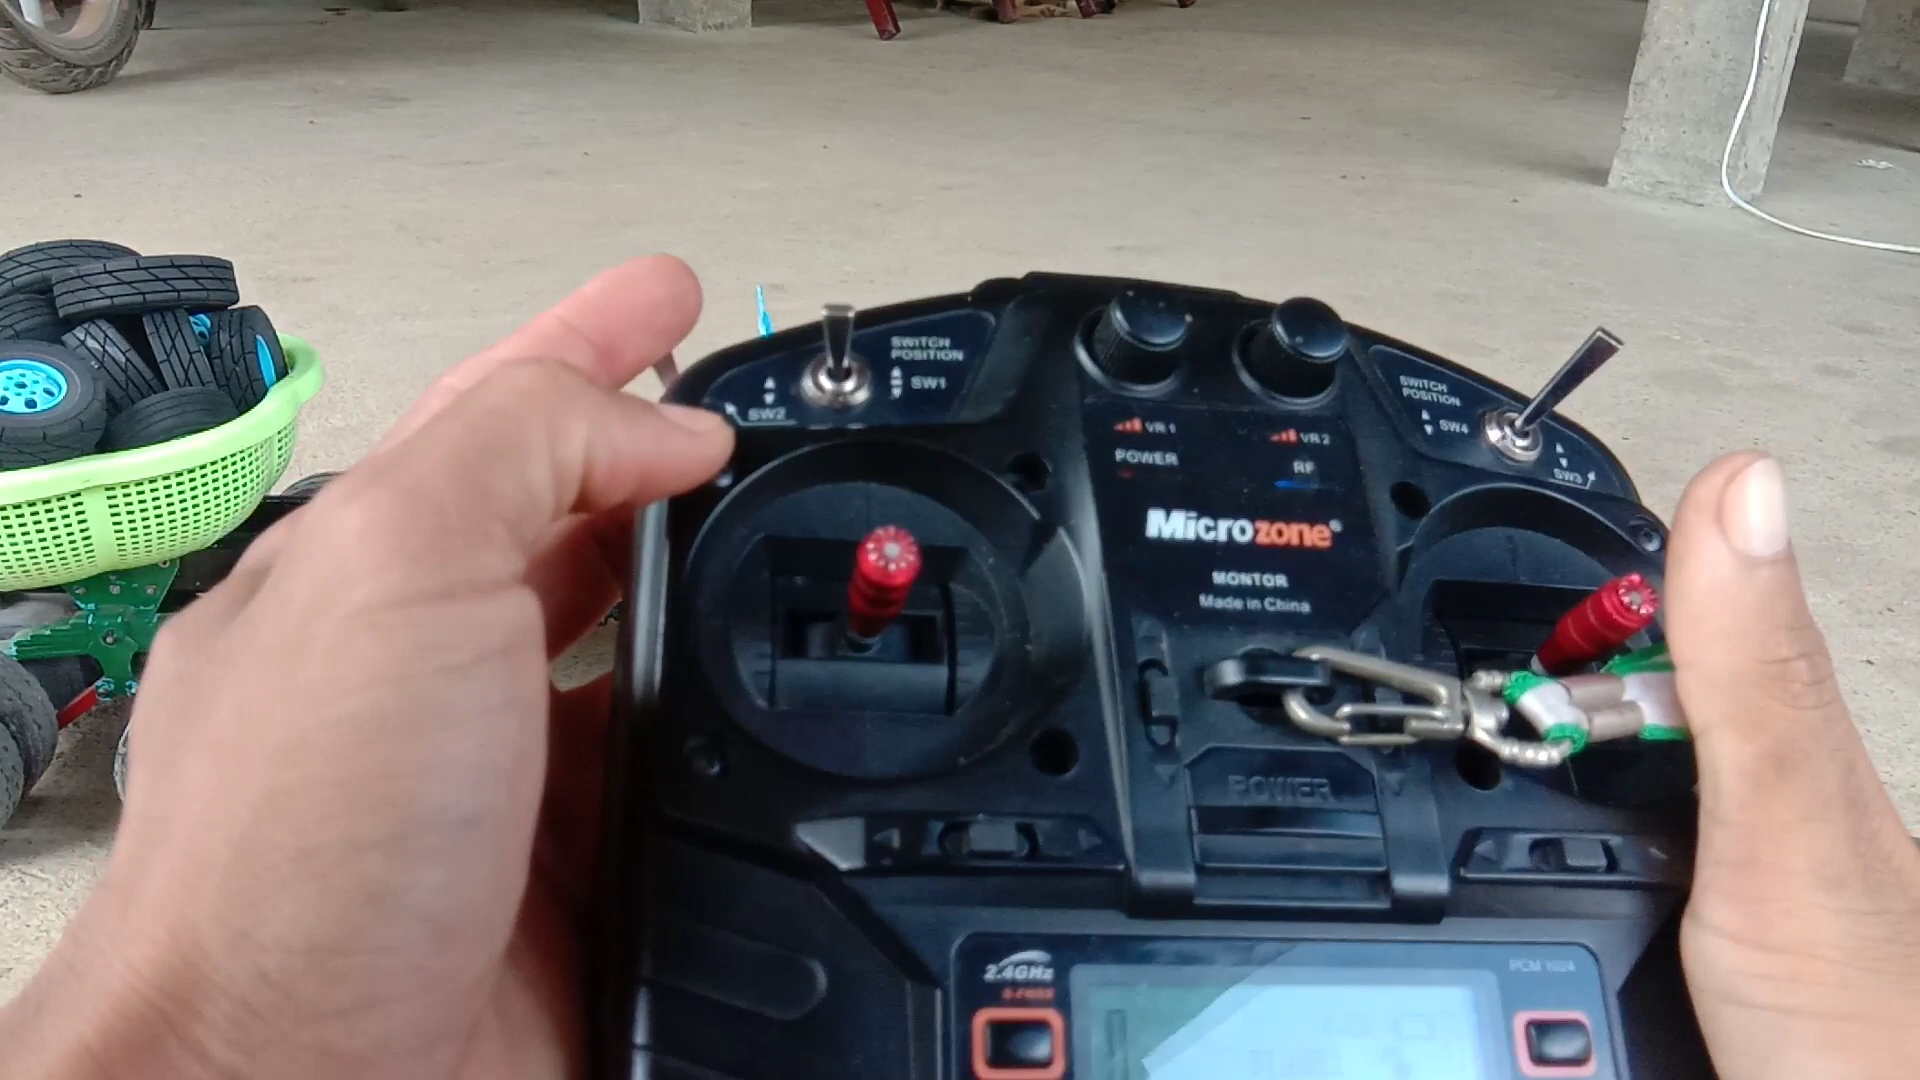 SWITCH
POSITION
SW1
SW2
VR 1
VR 2
POWER
RF
SWITCH
POSITION
SW4
SW3
Microzone®
MONTOR
Made in China
POWER
2.4GHz
PCM 1024